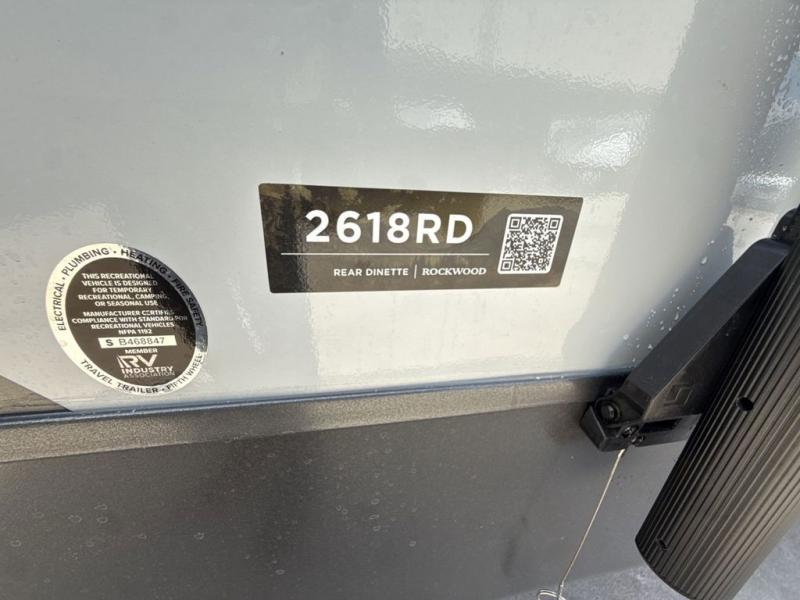 2618RD
REAR DINETTE | ROCKWOOD
ELECTRICAL • PLUMBING • HEATING • FIRE SAFETY
THIS RECREATIONAL
VEHICLE IS DESIGNED
FOR TEMPORARY
RECREATIONAL, CAMPING,
OR SEASONAL USE
MANUFACTURER CERTIFIES
COMPLIANCE WITH STANDARD FOR
RECREATIONAL VEHICLES
NFPA 1192
S B468847
MEMBER
RV
INDUSTRY
ASSOCIATION
TRAVEL TRAILER • FIFTH WHEEL